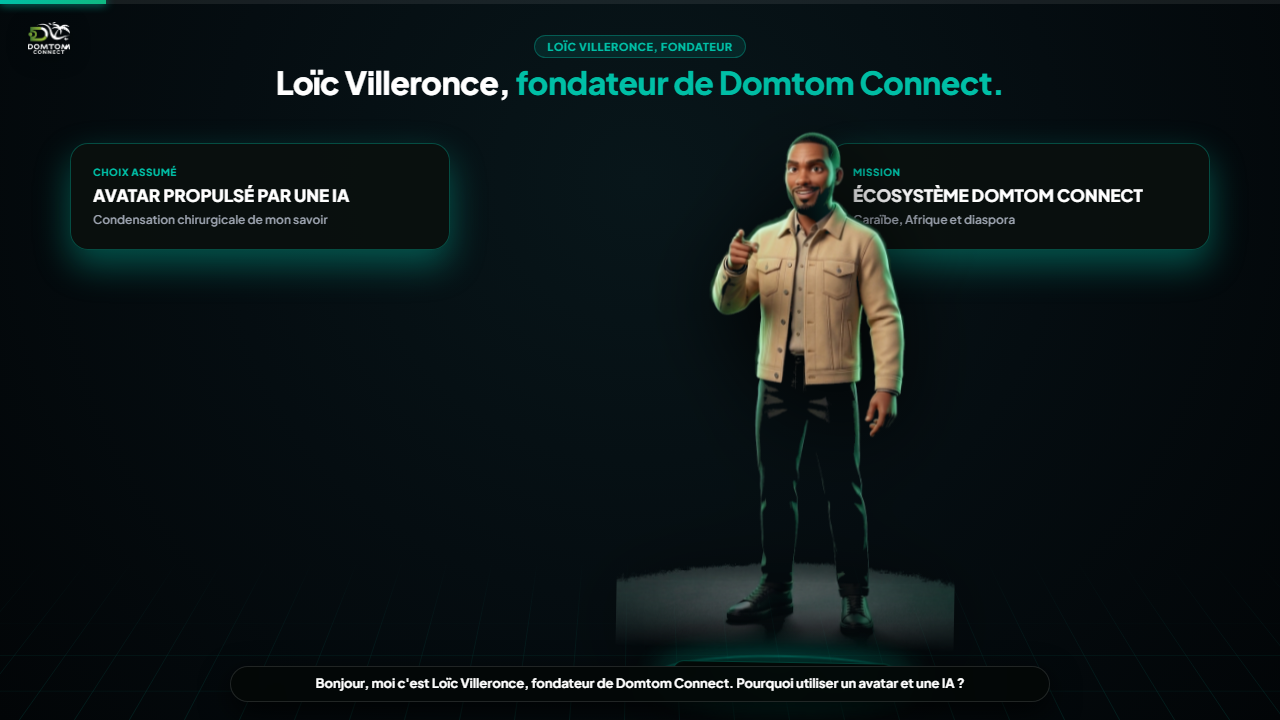 DOMTOM
CONNECT
LOÏC VILLERONCE, FONDATEUR
Loïc Villeronce, fondateur de Domtom Connect.
CHOIX ASSUMÉ
AVATAR PROPULSÉ PAR UNE IA
Condensation chirurgicale de mon savoir
MISSION
ÉCOSYSTÈME DOMTOM CONNECT
Caraïbe, Afrique et diaspora
Bonjour, moi c'est Loïc Villeronce, fondateur de Domtom Connect. Pourquoi utiliser un avatar et une IA ?